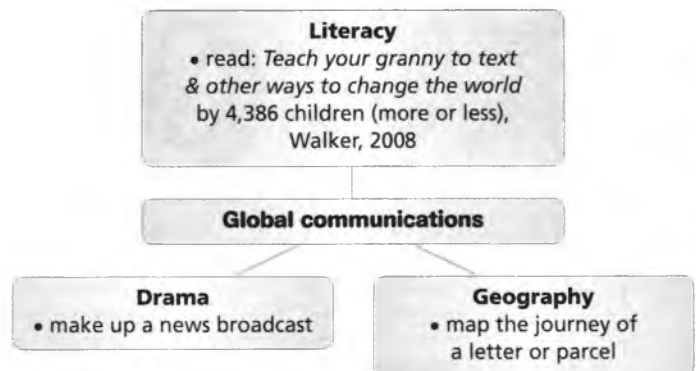 Literacy
• read: Teach your granny to text
& other ways to change the world
by 4,386 children (more or less),
Walker, 2008
Global communications
Drama
• make up a news broadcast
Geography
• map the journey of
a letter or parcel